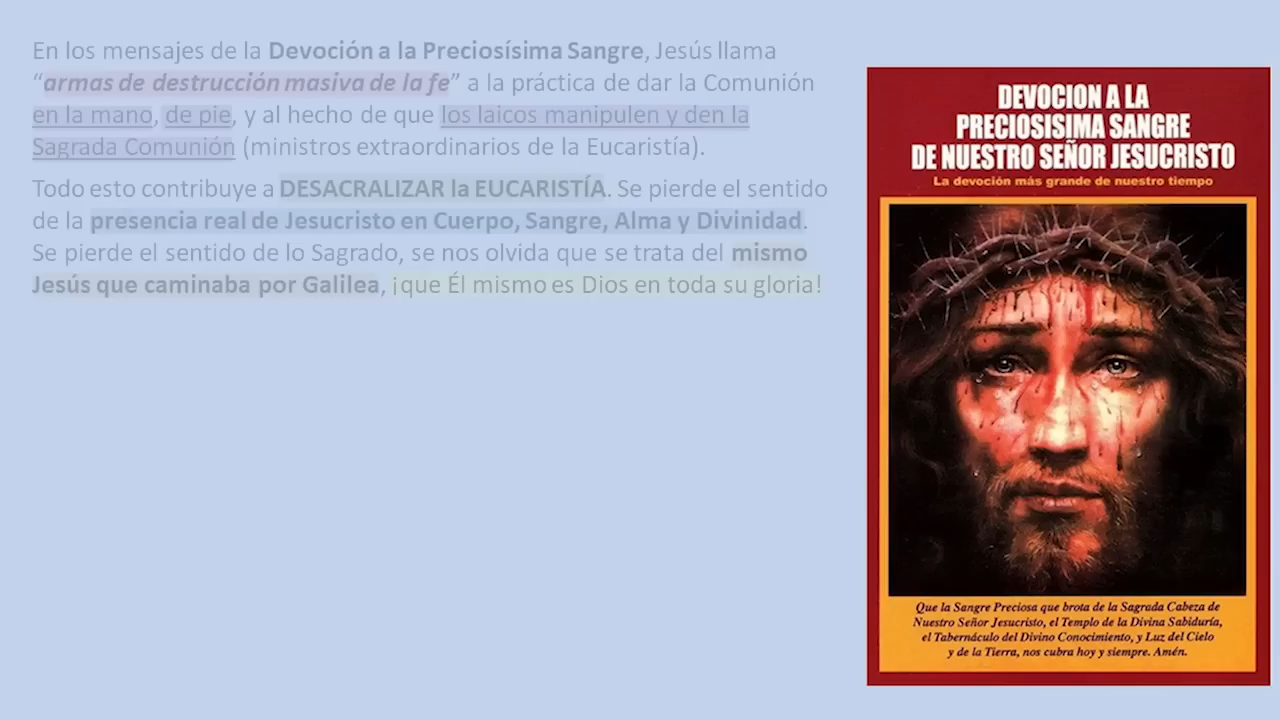 En los mensajes de la Devoción a la Preciosísima Sangre, Jesús llama
“armas de destrucción masiva de la fe” a la práctica de dar la Comunión
en la mano, de pie, y al hecho de que los laicos manipulen y den la
Sagrada Comunión (ministros extraordinarios de la Eucaristía).
Todo esto contribuye a DESACRALIZAR la EUCARISTÍA. Se pierde el sentido
de la presencia real de Jesucristo en Cuerpo, Sangre, Alma y Divinidad.
Se pierde el sentido de lo Sagrado, se nos olvida que se trata del mismo
Jesús que caminaba por Galilea, ¡que Él mismo es Dios en toda su gloria!
DEVOCION A LA
PRECIOSISIMA SANGRE
DE NUESTRO SEÑOR JESUCRISTO
La devoción más grande de nuestro tiempo
Que la Sangre Preciosa que brota de la Sagrada Cabeza de
Nuestro Señor Jesucristo, el Templo de la Divina Sabiduría,
el Tabernáculo del Divino Conocimiento, y Luz del Cielo
y de la Tierra, nos cubra hoy y siempre. Amén.